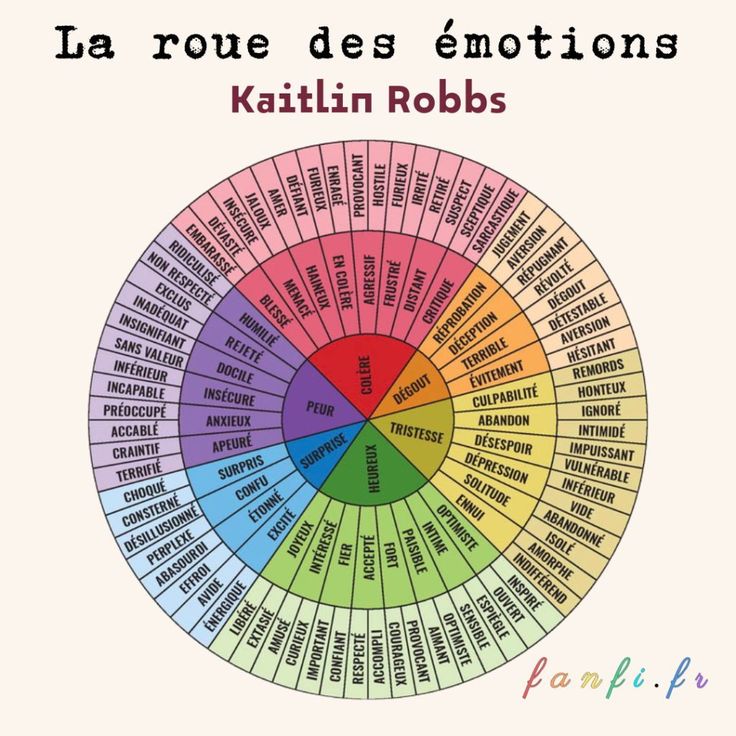 La roue des émotions
Kaitlin Robbs
COLÈRE
DÉGOUT
TRISTESSE
HEUREUX
SURPRISE
PEUR
BLESSÉ
MENACÉ
HAINEUX
EN COLÈRE
AGRESSIF
FRUSTRÉ
DISTANT
CRITIQUE
RÉPROBATION
DÉCEPTION
TERRIBLE
ÉVITEMENT
CULPABILITÉ
ABANDON
DÉSESPOIR
DÉPRESSION
SOLITUDE
ENNUI
OPTIMISTE
INTIME
PAISIBLE
FORT
ACCEPTÉ
FIER
INTÉRESSÉ
JOYEUX
EXCITÉ
ÉTONNÉ
CONFU
SURPRIS
APEURÉ
ANXIEUX
INSÉCURE
DOCILE
REJETÉ
HUMILIÉ
EMBARASSÉ
DÉVASTÉ
INSÉCURE
JALOUX
AMER
DÉFIANT
FURIEUX
ENRAGÉ
PROVOCANT
HOSTILE
FURIEUX
IRRITÉ
RETIRÉ
SUSPECT
SCEPTIQUE
SARCASTIQUE
JUGEMENT
AVERSION
RÉPUGNANT
RÉVOLTÉ
DÉGOUT
DÉTESTABLE
AVERSION
HÉSITANT
REMORDS
HONTEUX
IGNORÉ
INTIMIDÉ
IMPUISSANT
VULNÉRABLE
INFÉRIEUR
VIDE
ABANDONNÉ
ISOLÉ
AMORPHE
INDIFFÉREND
INSPIRÉ
OUVERT
ESPIÈGLE
SENSIBLE
OPTIMISTE
AIMANT
PROVOCANT
COURAGEUX
ACCOMPLI
RESPECTÉ
CONFIANT
IMPORTANT
CURIEUX
AMUSÉ
EXTASIÉ
LIBÉRÉ
ÉNERGIQUE
AVIDE
EFFROI
ABASOURDI
PERPLEXE
DÉSILLUSIONNÉ
CONSTERNÉ
CHOQUÉ
TERRIFIÉ
CRAINTIF
ACCABLÉ
PRÉOCCUPÉ
INCAPABLE
INFÉRIEUR
SANS VALEUR
INSIGNIFIANT
INADÉQUAT
EXCLUS
NON RESPECTÉ
RIDICULISÉ
fanfi.fr